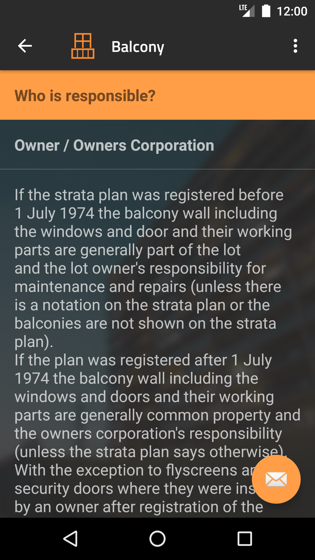 LTE 12:00
Balcony
Who is responsible?
Owner / Owners Corporation
If the strata plan was registered before
1 July 1974 the balcony wall including
the windows and door and their working
parts are generally part of the lot
and the lot owner's responsibility for
maintenance and repairs (unless there
is a notation on the strata plan or the
balconies are not shown on the strata
plan).
If the plan was registered after 1 July
1974 the balcony wall including the
windows and doors and their working
parts are generally common property and
the owners corporation's responsibility
(unless the strata plan says otherwise).
With the exception to flyscreens
security doors where they were
by an owner after registration of the